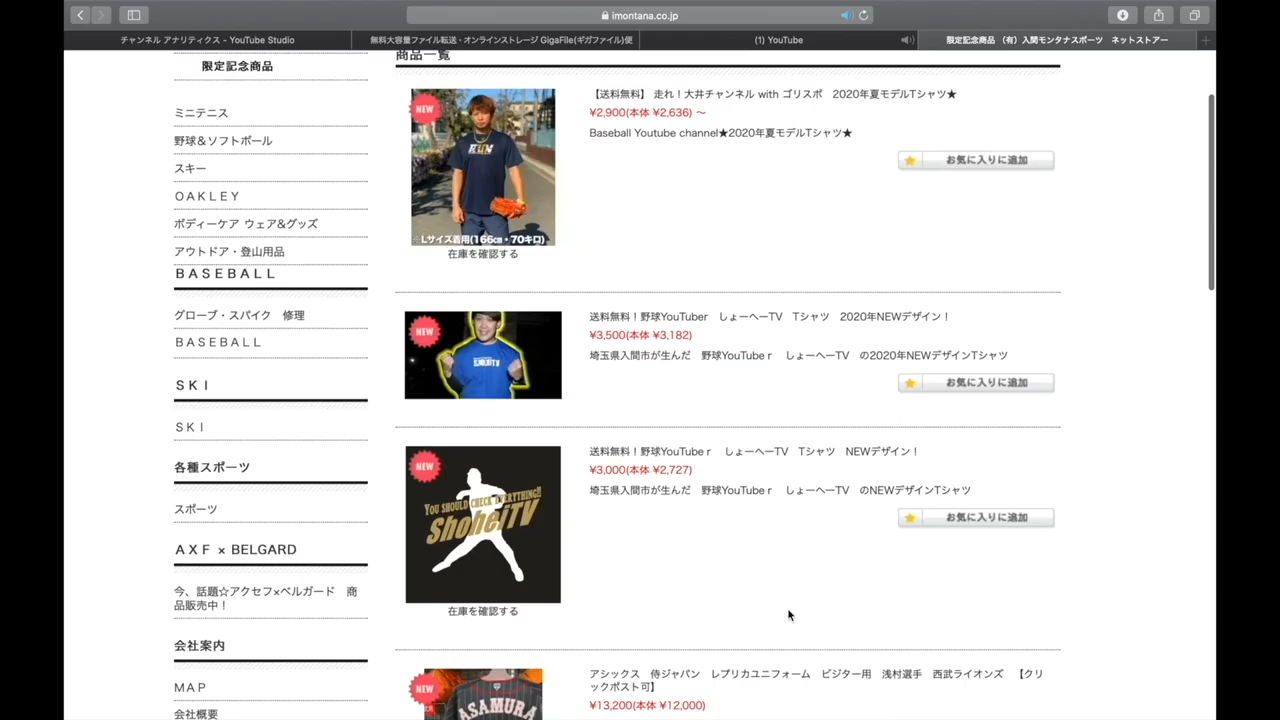 imontana.co.jp
チャンネル アナリティクス - YouTube Studio
無料大容量ファイル転送・オンラインストレージ GigaFile(ギガファイル)便
(1) YouTube
限定記念商品 （有）入間モンタナスポーツ　ネットストアー
限定記念商品
ミニテニス
野球＆ソフトボール
スキー
ＯＡＫＬＥＹ
ボディーケア ウェア&グッズ
アウトドア・登山用品
ＢＡＳＥＢＡＬＬ
グローブ・スパイク　修理
ＢＡＳＥＢＡＬＬ
ＳＫＩ
ＳＫＩ
各種スポーツ
スポーツ
ＡＸＦ × BELGARD
今、話題☆アクセフ×ベルガード　商
品販売中！
会社案内
ＭＡＰ
会社概要
商品一覧
NEW
RUN
※Lサイズ着用(166㎝・70キロ)
在庫を確認する
【送料無料】 走れ！大井チャンネル with ゴリスポ　2020年夏モデルTシャツ★
¥2,900(本体 ¥2,636) ～
Baseball Youtube channel★2020年夏モデルTシャツ★
お気に入りに追加
NEW
SHOHEITV
送料無料！野球YouTuber　しょーへーTV　Tシャツ　2020年NEWデザイン！
¥3,500(本体 ¥3,182)
埼玉県入間市が生んだ　野球YouTubeｒ　しょーへーTV　の2020年NEWデザインTシャツ
お気に入りに追加
NEW
YOU SHOULD CHECK EVERYTHING!!
ShoheiTV
在庫を確認する
送料無料！野球YouTubeｒ　しょーへーTV　Tシャツ　NEWデザイン！
¥3,000(本体 ¥2,727)
埼玉県入間市が生んだ　野球YouTubeｒ　しょーへーTV　のNEWデザインTシャツ
お気に入りに追加
NEW
ASAMURA
アシックス　侍ジャパン　レプリカユニフォーム　ビジター用　浅村選手　西武ライオンズ　【クリ
ックポスト可】
¥13,200(本体 ¥12,000)